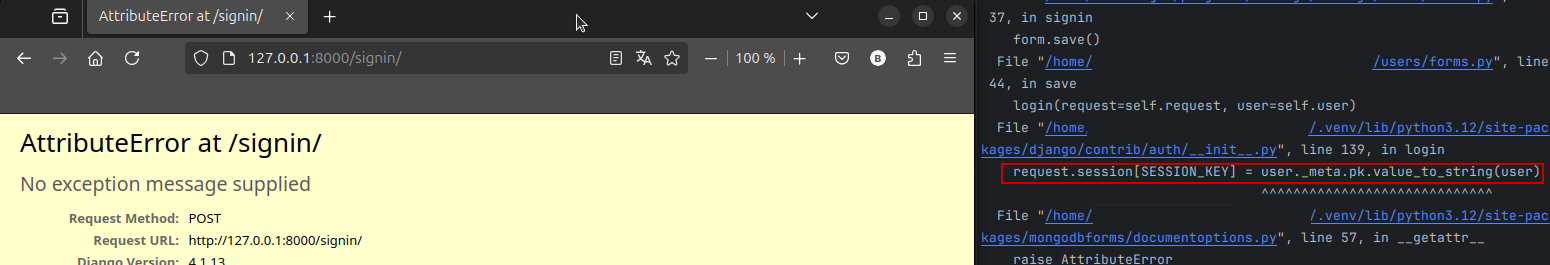 AttributeError at /signin/
127.0.0.1:8000/signin/
100 %
B
AttributeError at /signin/
No exception message supplied
Request Method: POST
Request URL: http://127.0.0.1:8000/signin/
Django Version: 4.1.13
37, in signin
form.save()
File "/home/ /users/forms.py", line
44, in save
login(request=self.request, user=self.user)
File "/home, /.venv/lib/python3.12/site-pac
kages/django/contrib/auth/__init__.py", line 139, in login
request.session[SESSION_KEY] = user._meta.pk.value_to_string(user)
^^^^^^^^^^^^^^^^^^^^^^^^^^^^^
File "/home/ /.venv/lib/python3.12/site-pac
kages/mongodbforms/documentoptions.py", line 57, in __getattr__
raise AttributeError